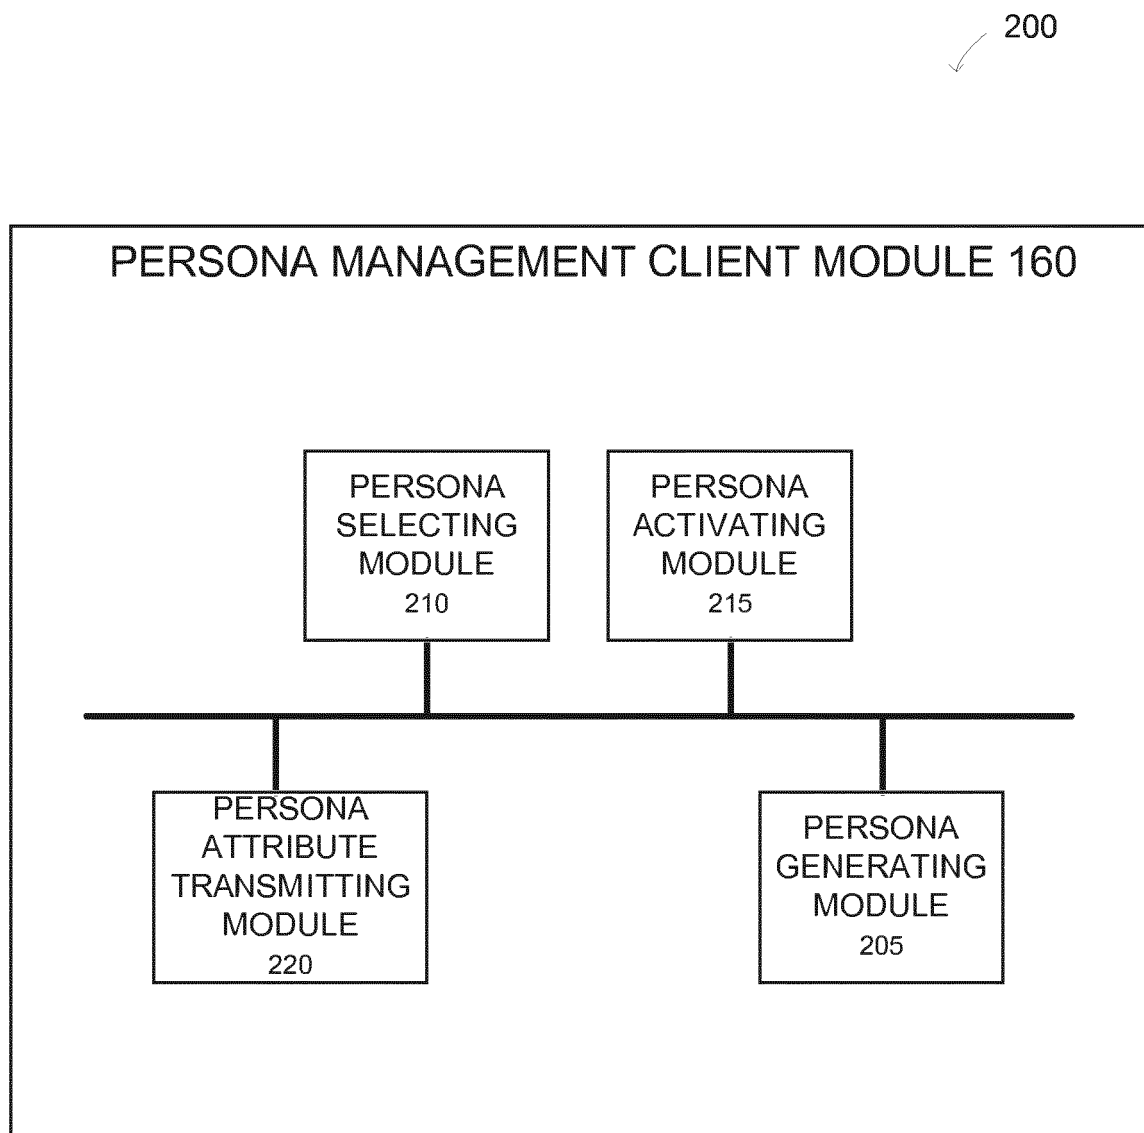 200
PERSONA MANAGEMENT CLIENT MODULE 160
PERSONA
SELECTING
MODULE
210
PERSONA
ACTIVATING
MODULE
215
PERSONA
ATTRIBUTE
TRANSMITTING
MODULE
220
PERSONA
GENERATING
MODULE
205